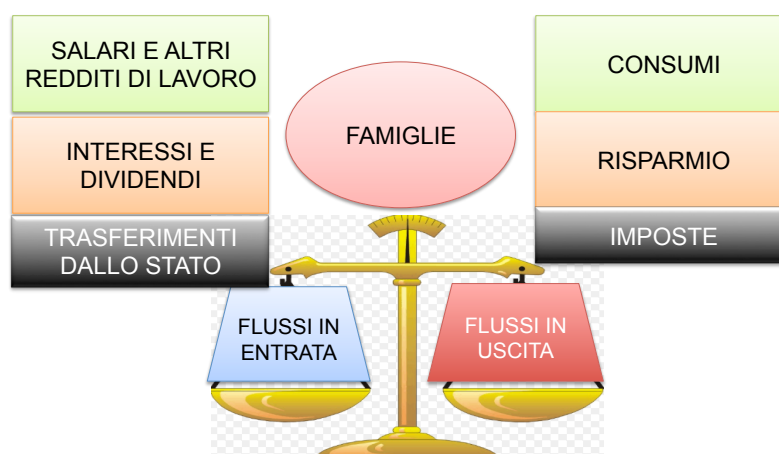 SALARI E ALTRI
REDDITI DI LAVORO
INTERESSI E
DIVIDENDI
TRASFERIMENTI
DALLO STATO
FAMIGLIE
CONSUMI
RISPARMIO
IMPOSTE
FLUSSI IN
ENTRATA
FLUSSI IN
USCITA